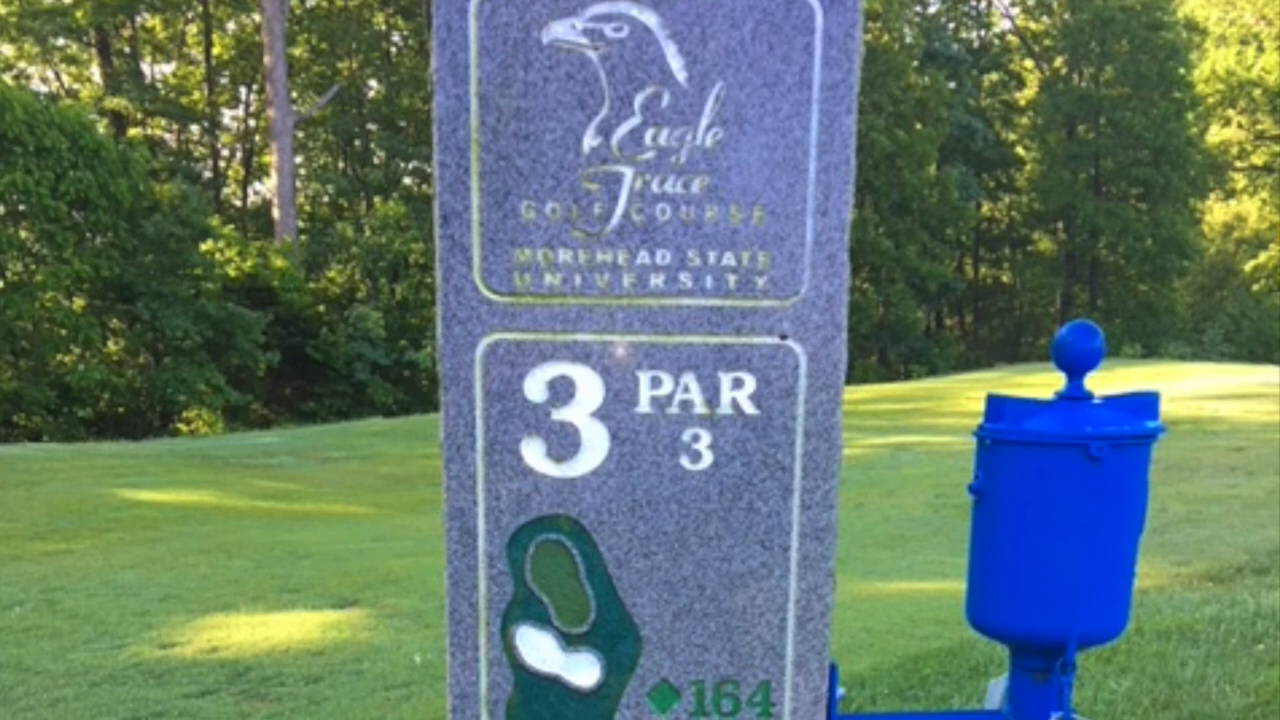 Eagle
Trace
GOLF COURSE
MOREHEAD STATE
UNIVERSITY
3 PAR
3
164